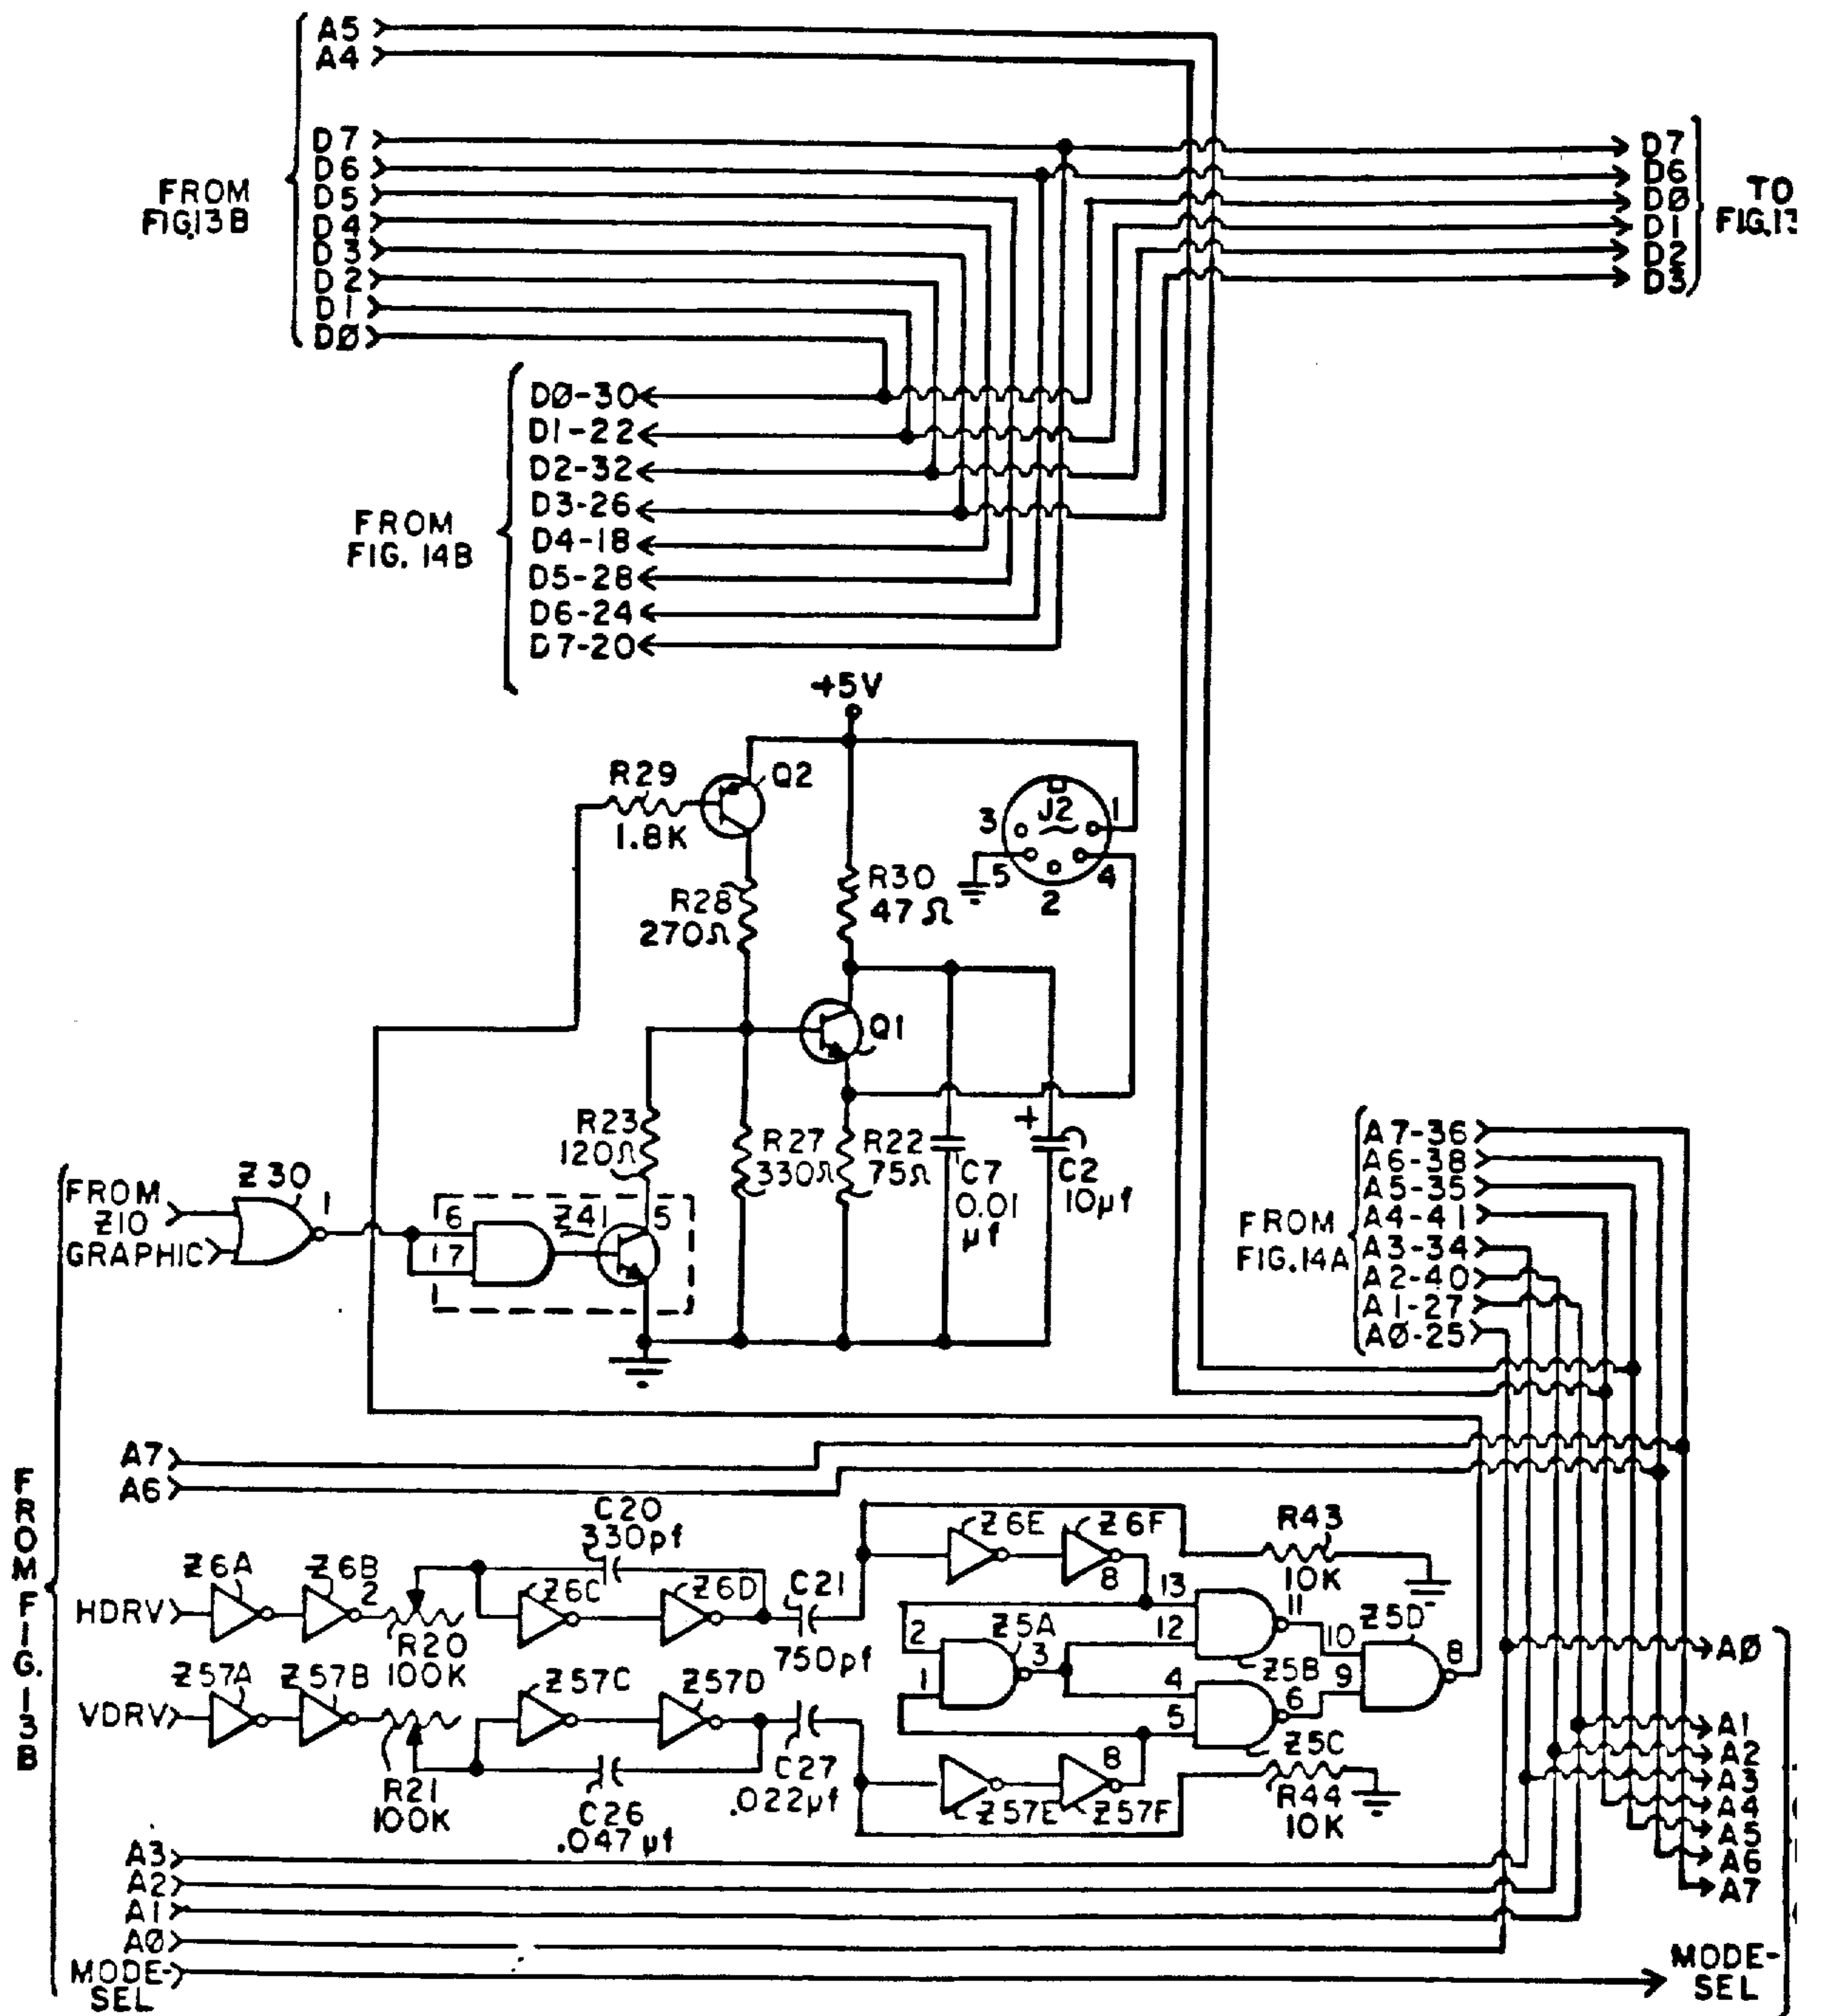 A5
A4
D7
D6
D5
D4
D3
D2
D1
DØ
FROM
FIG.13B
D7
D6
DØ
D1
D2
D3
TO
DØ-30
D1-22
D2-32
D3-26
D4-18
D5-28
D6-24
D7-20
FROM
FIG. 14B
+5V
R29
1.8K
Q2
J2
3
1
5
4
2
R28
270Ω
R30
47Ω
Q1
R23
120Ω
R27
330Ω
R22
75Ω
C7
0.01
µf
+
C2
10µf
Z30
1
FROM
Z10
GRAPHIC
6
7
Z41
5
FROM
FIG.14A
A7-36
A6-38
A5-35
A4-41
A3-34
A2-40
A1-27
AØ-25
A7
A6
FROM FIG. 13B
C20
330pf
Z6A
Z6B
2
HDRV
R20
100K
Z6C
Z6D
C21
750pf
Z6E
Z6F
8
R43
10K
13
12
11
Z5B
2
1
Z5A
3
10
9
Z5D
8
4
5
6
Z5C
Z57A
Z57B
VDRV
R21
100K
Z57C
Z57D
C26
.047µf
C27
.022µf
Z57E
Z57F
8
R44
10K
AØ
A1
A2
A3
A4
A5
A6
A7
A3
A2
A1
AØ
MODE-
SEL
MODE-
SEL